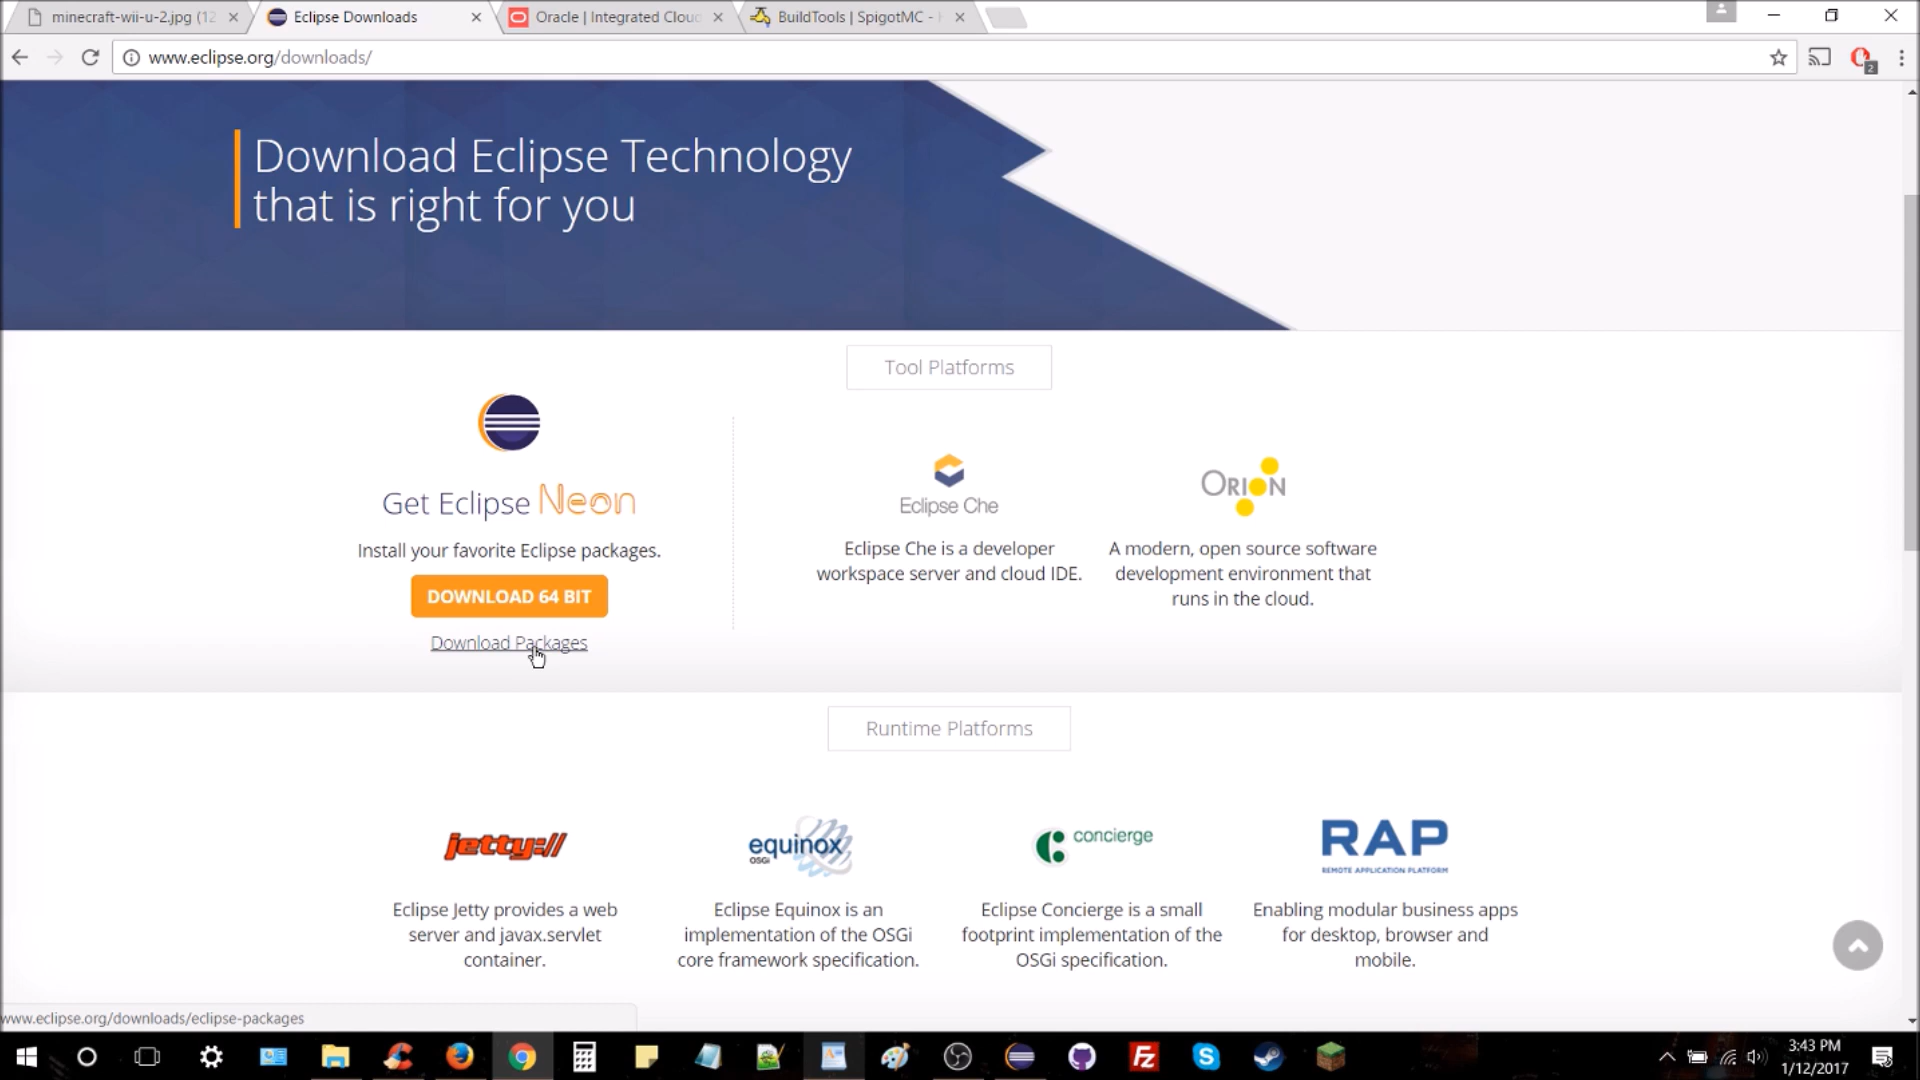 minecraft-wii-u-2.jpg (12
Eclipse Downloads
Oracle | Integrated Cloud
BuildTools | SpigotMC -
www.eclipse.org/downloads/
2
Download Eclipse Technology
that is right for you
Tool Platforms
Get Eclipse Neon
Install your favorite Eclipse packages.
DOWNLOAD 64 BIT
Download Packages
Eclipse Che
Eclipse Che is a developer
workspace server and cloud IDE.
ORION
A modern, open source software
development environment that
runs in the cloud.
Runtime Platforms
jetty://
Eclipse Jetty provides a web
server and javax.servlet
container.
equinox
OSGi
Eclipse Equinox is an
implementation of the OSGi
core framework specification.
concierge
Eclipse Concierge is a small
footprint implementation of the
OSGi specification.
RAP
REMOTE APPLICATION PLATFORM
Enabling modular business apps
for desktop, browser and
mobile.
www.eclipse.org/downloads/eclipse-packages
Fz
3:43 PM
1/12/2017